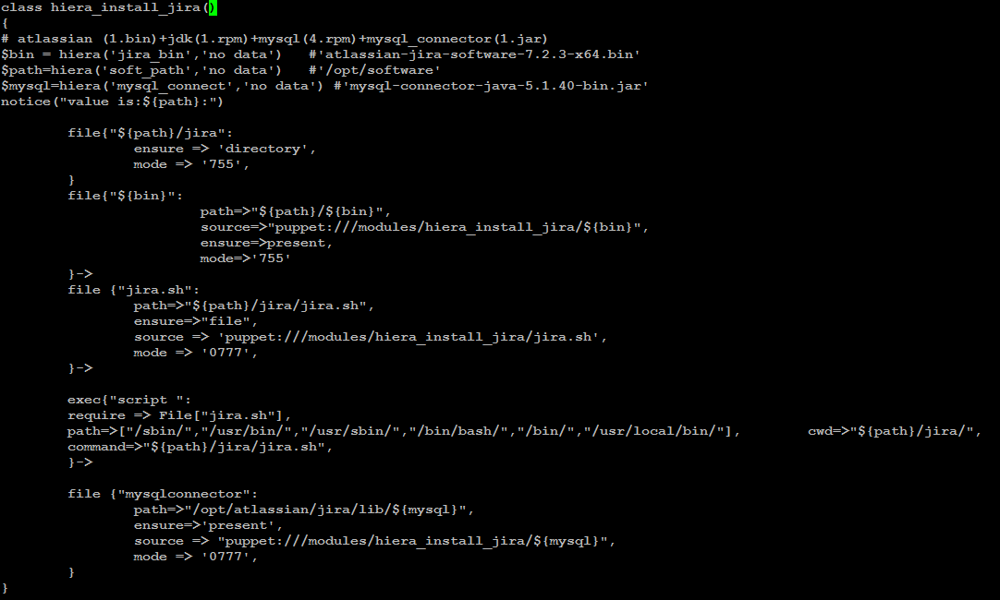 class hiera_install_jira()
{
# atlassian (1.bin)+jdk(1.rpm)+mysql(4.rpm)+mysql_connector(1.jar)
$bin = hiera('jira_bin','no data')   #'atlassian-jira-software-7.2.3-x64.bin'
$path=hiera('soft_path','no data')   #'/opt/software'
$mysql=hiera('mysql_connect','no data') #'mysql-connector-java-5.1.40-bin.jar'
notice("value is:${path}:")
        file{"${path}/jira":
                ensure => 'directory',
                mode => '755',
        }
        file{"${bin}":
                        path=>"${path}/${bin}",
                        source=>"puppet:///modules/hiera_install_jira/${bin}",
                        ensure=>present,
                        mode=>'755'
        }->
        file {"jira.sh":
                path=>"${path}/jira/jira.sh",
                ensure=>"file",
                source => 'puppet:///modules/hiera_install_jira/jira.sh',
                mode => '0777',
        }->
        exec{"script ":
        require => File["jira.sh"],
        path=>["/sbin/","/usr/bin/","/usr/sbin/","/bin/bash/","/bin/","/usr/local/bin/"],        cwd=>"${path}/jira/",
        command=>"${path}/jira/jira.sh",
        }->
        file {"mysqlconnector":
                path=>"/opt/atlassian/jira/lib/${mysql}",
                ensure=>'present',
                source => "puppet:///modules/hiera_install_jira/${mysql}",
                mode => '0777',
        }
}